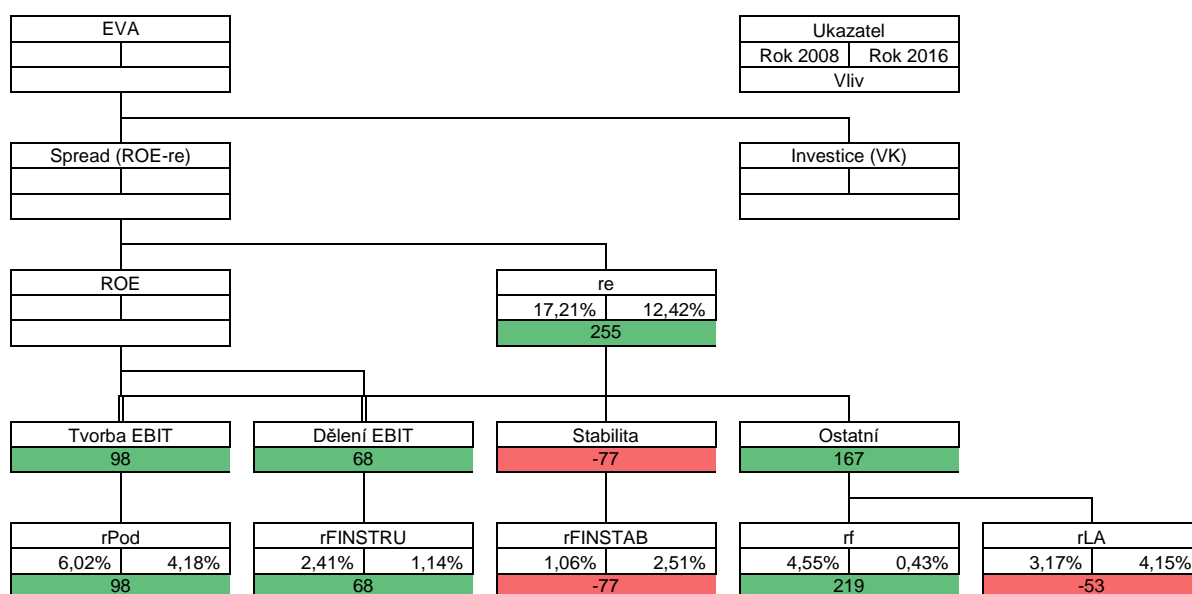 EVA
Ukazatel
Rok 2008 Rok 2016
Vliv
Spread (ROE-re)
Investice (VK)
ROE
re
17,21% 12,42%
255
Tvorba EBIT
98
Dělení EBIT
68
Stabilita
-77
Ostatní
167
rPod
6,02% 4,18%
98
rFINSTRU
2,41% 1,14%
68
rFINSTAB
1,06% 2,51%
-77
rf
4,55% 0,43%
219
rLA
3,17% 4,15%
-53